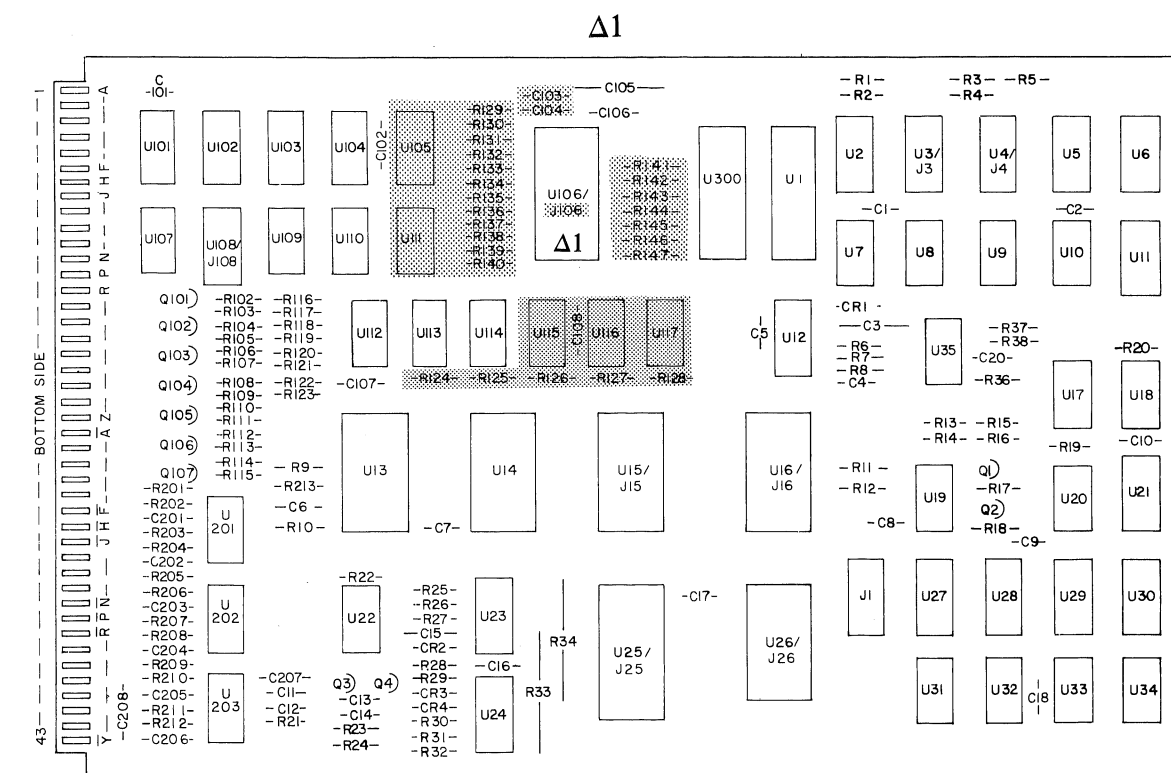 Δ1
C
-101-
-C103-
-C104-
-C105-
-C106-
-R1-
-R2-
-R3- -R5-
-R4-
BOTTOM SIDE
1
43
A
F
H
J
N
P
R
Z
A̅
F̅
H̅
J̅
N̅
P̅
R̅
Y̅
U101
U102
U103
U104
-C102-
U105
-R129-
-R130-
-R131-
-R132-
-R133-
-R134-
-R135-
-R136-
-R137-
-R138-
-R139-
-R140-
U106/
J106
Δ1
-R141-
-R142-
-R143-
-R144-
-R145-
-R146-
-R147-
U300
U1
U2
U3/
J3
U4/
J4
U5
U6
-C1-
-C2-
U107
U108/
J108
U109
U110
U111
U7
U8
U9
U10
U11
Q101
Q102
Q103
Q104
Q105
Q106
Q107
-R102-
-R103-
-R104-
-R105-
-R106-
-R107-
-R108-
-R109-
-R110-
-R111-
-R112-
-R113-
-R114-
-R115-
-R116-
-R117-
-R118-
-R119-
-R120-
-R121-
-R122-
-R123-
U112
U113
U114
U115
-C108-
U116
U117
-C107-
-R124-
-R125-
-R126-
-R127-
-R128-
C5
U12
-CR1-
-C3-
-R6-
-R7-
-R8-
-C4-
U35
-R37-
-R38-
-C20-
-R36-
-R20-
U17
U18
-R13- -R15-
-R14- -R16-
-R19-
-C10-
-R9-
-R213-
-C6-
-R10-
U13
-C7-
U14
U15/
J15
U16/
J16
-R11-
-R12-
-C8-
U19
Q1
-R17-
Q2
-R18-
-C9-
U20
U21
-R201-
-R202-
-C201-
-R203-
-R204-
-C202-
-R205-
-R206-
-C203-
-R207-
-R208-
-C204-
-R209-
-R210-
-C205-
-R211-
-R212-
-C206-
-C208-
U
201
U
202
U
203
-C207-
-C11-
-C12-
-R21-
-R22-
U22
Q3 Q4
-C13-
-C14-
-R23-
-R24-
-R25-
-R26-
-R27-
-C15-
-CR2-
-R28-
-R29-
-CR3-
-CR4-
-R30-
-R31-
-R32-
U23
-C16-
U24
R33
R34
U25/
J25
-C17-
U26/
J26
J1
U27
U28
U29
U30
U31
U32
C18
U33
U34